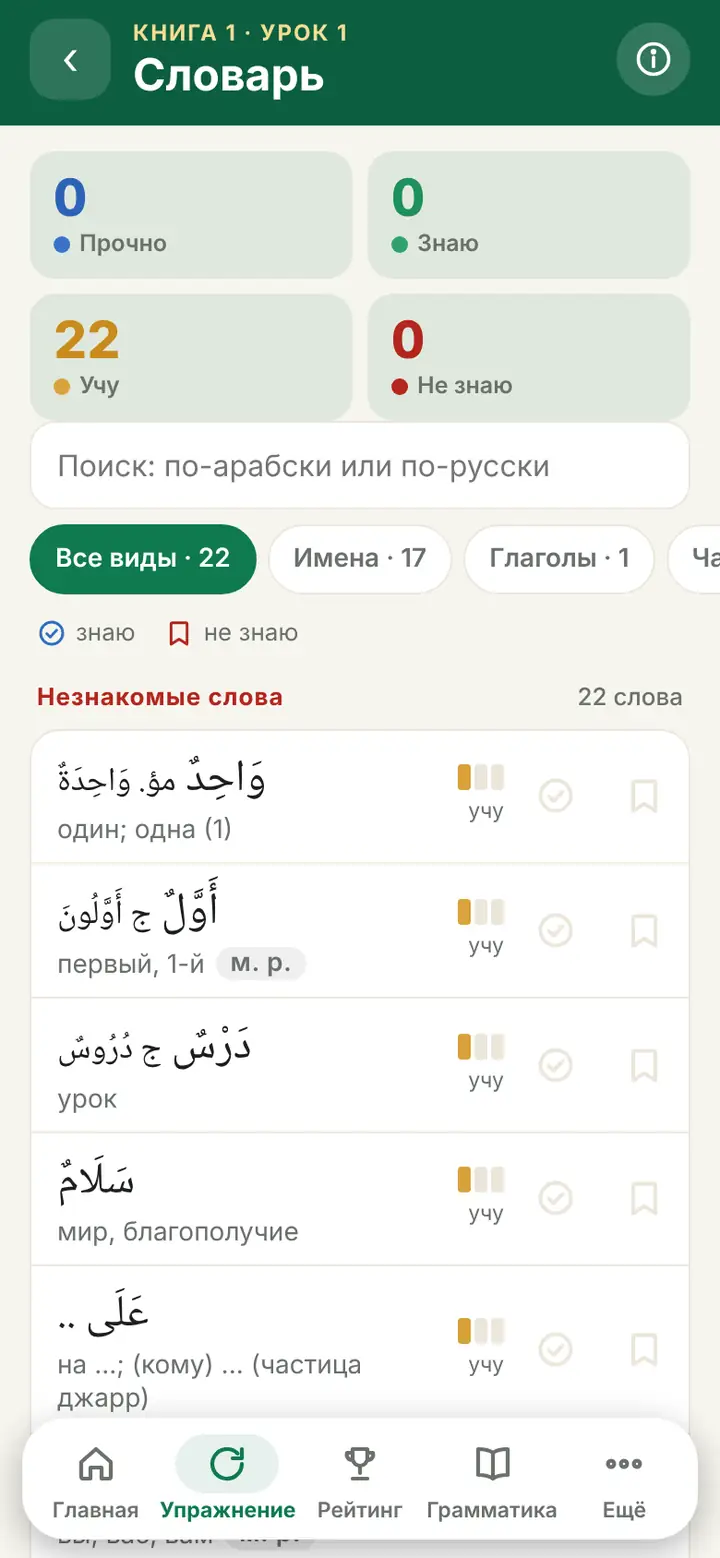 КНИГА 1 · УРОК 1
Словарь
0
Прочно
0
Знаю
22
Учу
0
Не знаю
Поиск: по-арабски или по-русски
Все виды · 22
Имена · 17
Глаголы · 1
Ча
знаю
не знаю
Незнакомые слова
22 слова
وَاحِدٌ مؤ. وَاحِدَةٌ
учу
один; одна (1)
أَوَّلٌ ج أَوَّلُونَ
учу
первый, 1-й м. р.
دَرْسٌ ج دُرُوسٌ
учу
урок
سَلَامٌ
учу
мир, благополучие
عَلَى ..
учу
на ...; (кому) ... (частица
джарр)
Главная
Упражнение
Рейтинг
Грамматика
Ещё